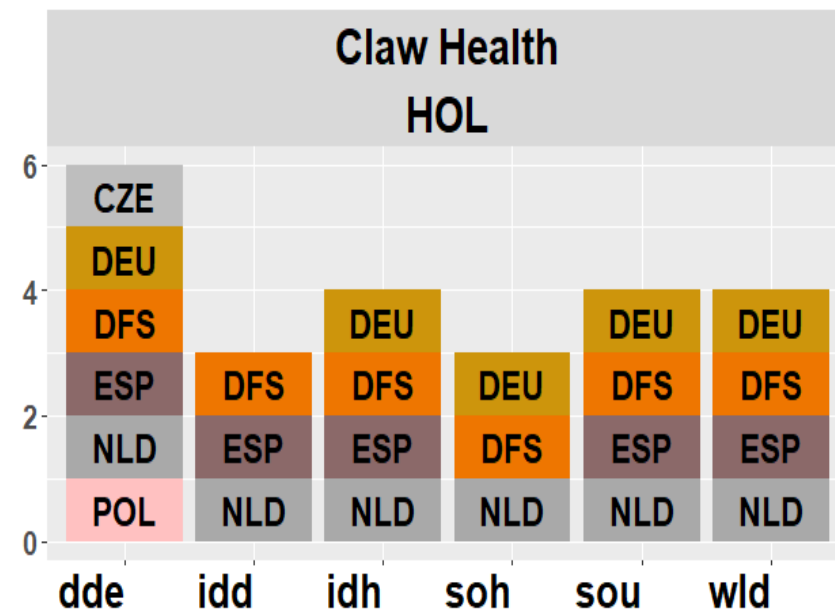 Claw Health
HOL
6
CZE
DEU
4
DFS DEU DEU DEU
ESP DFS DFS DEU DFS DFS
2
NLD ESP ESP DFS ESP ESP
POL NLD NLD NLD NLD NLD
0
dde idd idh soh sou wld